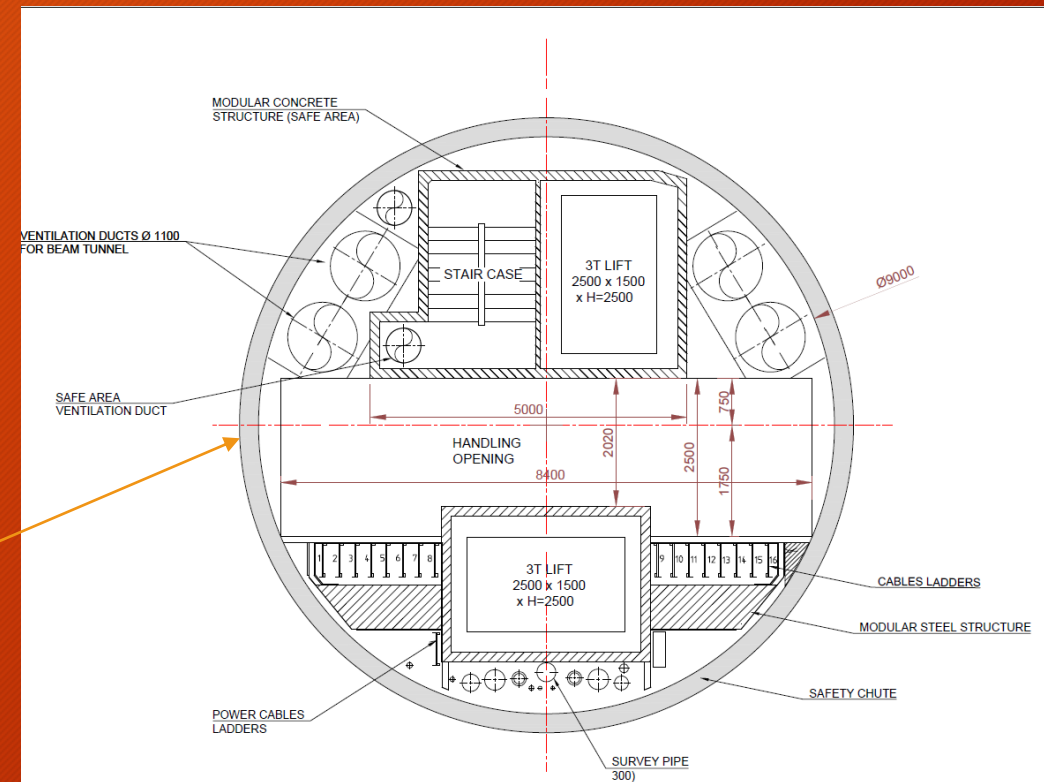 MODULAR CONCRETE
STRUCTURE (SAFE AREA)
VENTILATION DUCTS Ø 1100
FOR BEAM TUNNEL
STAIR CASE
3T LIFT
2500 x 1500
x H=2500
Ø9000
SAFE AREA
VENTILATION DUCT
5000
750
HANDLING
OPENING
2020
2500
1750
8400
1 2 3 4 5 6 7 8
9 10 11 12 13 14 15 16
3T LIFT
2500 x 1500
x H=2500
CABLES LADDERS
MODULAR STEEL STRUCTURE
SAFETY CHUTE
POWER CABLES
LADDERS
SURVEY PIPE
300)